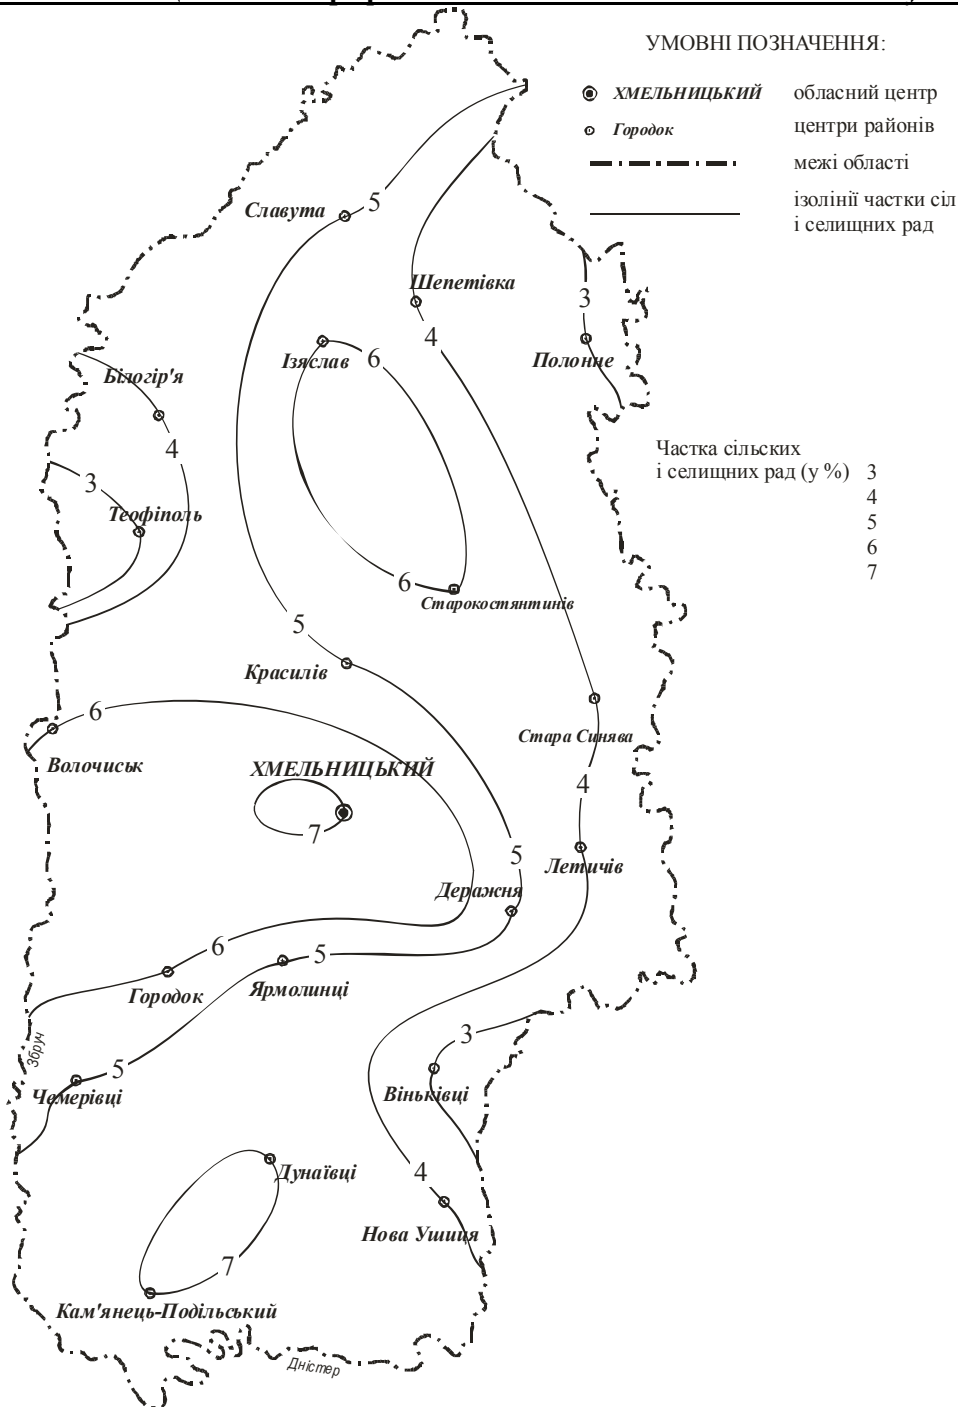 УМОВНІ ПОЗНАЧЕННЯ:
ХМЕЛЬНИЦЬКИЙ обласний центр
Городок центри районів
межі області
ізолінії частки сіл
і селищних рад
5
Славута
Шепетівка
3
4
6
Ізяслав
Полонне
Білогір'я
4
3
Частка сільских
і селищних рад (у %) 3
4
5
6
7
Теофіполь
6
Старокостянтинів
5
Красилів
6
Стара Синява
Волочиськ
ХМЕЛЬНИЦЬКИЙ
4
7
5
Летичів
Деражня
6
5
Городок
Ярмолинці
3
Збруч
5
Чемерівці
Віньківці
4
Дунаївці
Нова Ушиця
7
Кам'янець-Подільський
Дністер